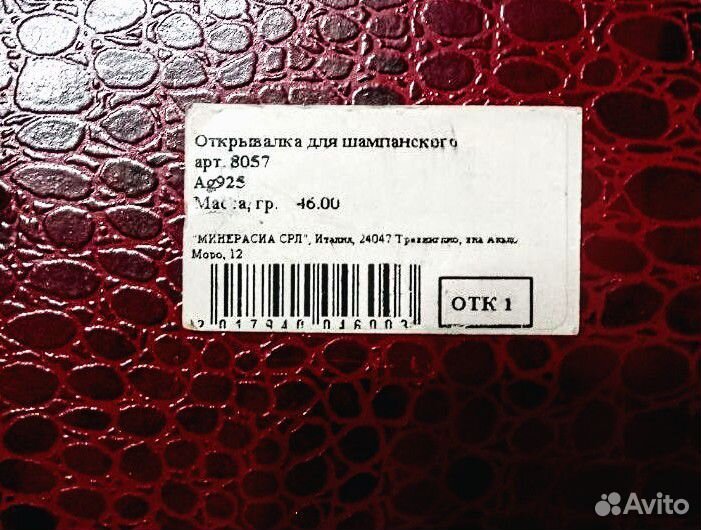 Открывалка для шампанского
арт. 8057
Ag925
Масса, гр. 46.00
"МИНЕРАСИА СРЛ", Италия, 24047
Моро, 12
2017940046003
ОТК 1
Avito